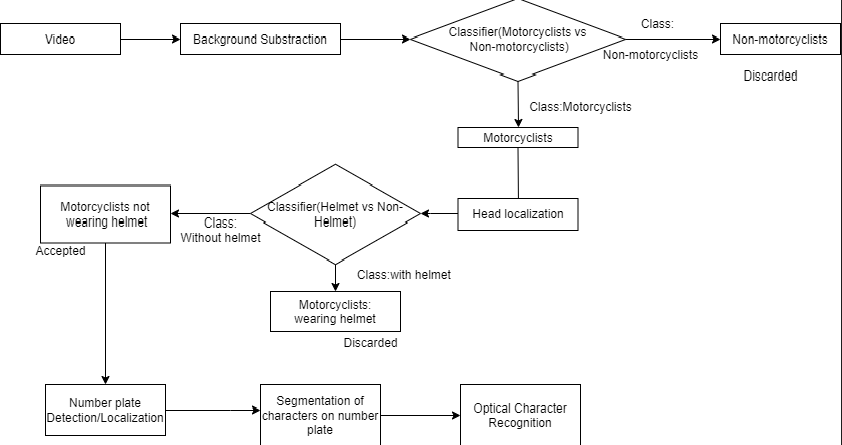 Video
Background Substraction
Classifier(Motorcyclists vs
Non-motorcyclists)
Class:
Non-motorcyclists
Non-motorcyclists
Discarded
Class:Motorcyclists
Motorcyclists
Head localization
Classifier(Helmet vs Non-
Helmet)
Class:
Without helmet
Motorcyclists not
wearing helmet
Accepted
Class:with helmet
Motorcyclists:
wearing helmet
Discarded
Number plate
Detection/Localization
Segmentation of
characters on number
plate
Optical Character
Recognition